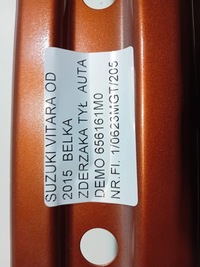 SUZUKI VITARA OD
2015 BELKA
ZDERZAKA TYŁ AUTA
DEMO 656161M0
NR.FI. 1/0623MGT/205